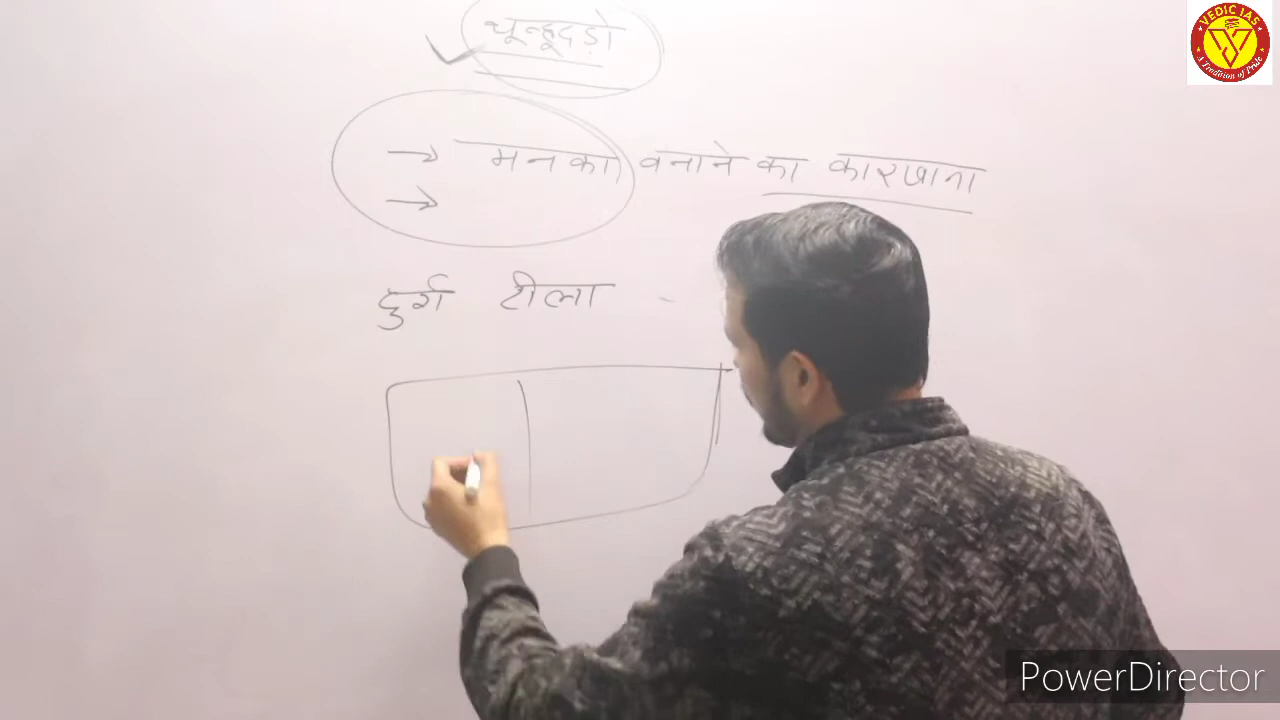 चून्हूदड़ो
→ मनका बनाने का कारखाना
→
दुर्ग टीला -
VEDIC IAS
A Tradition of Pride
PowerDirector